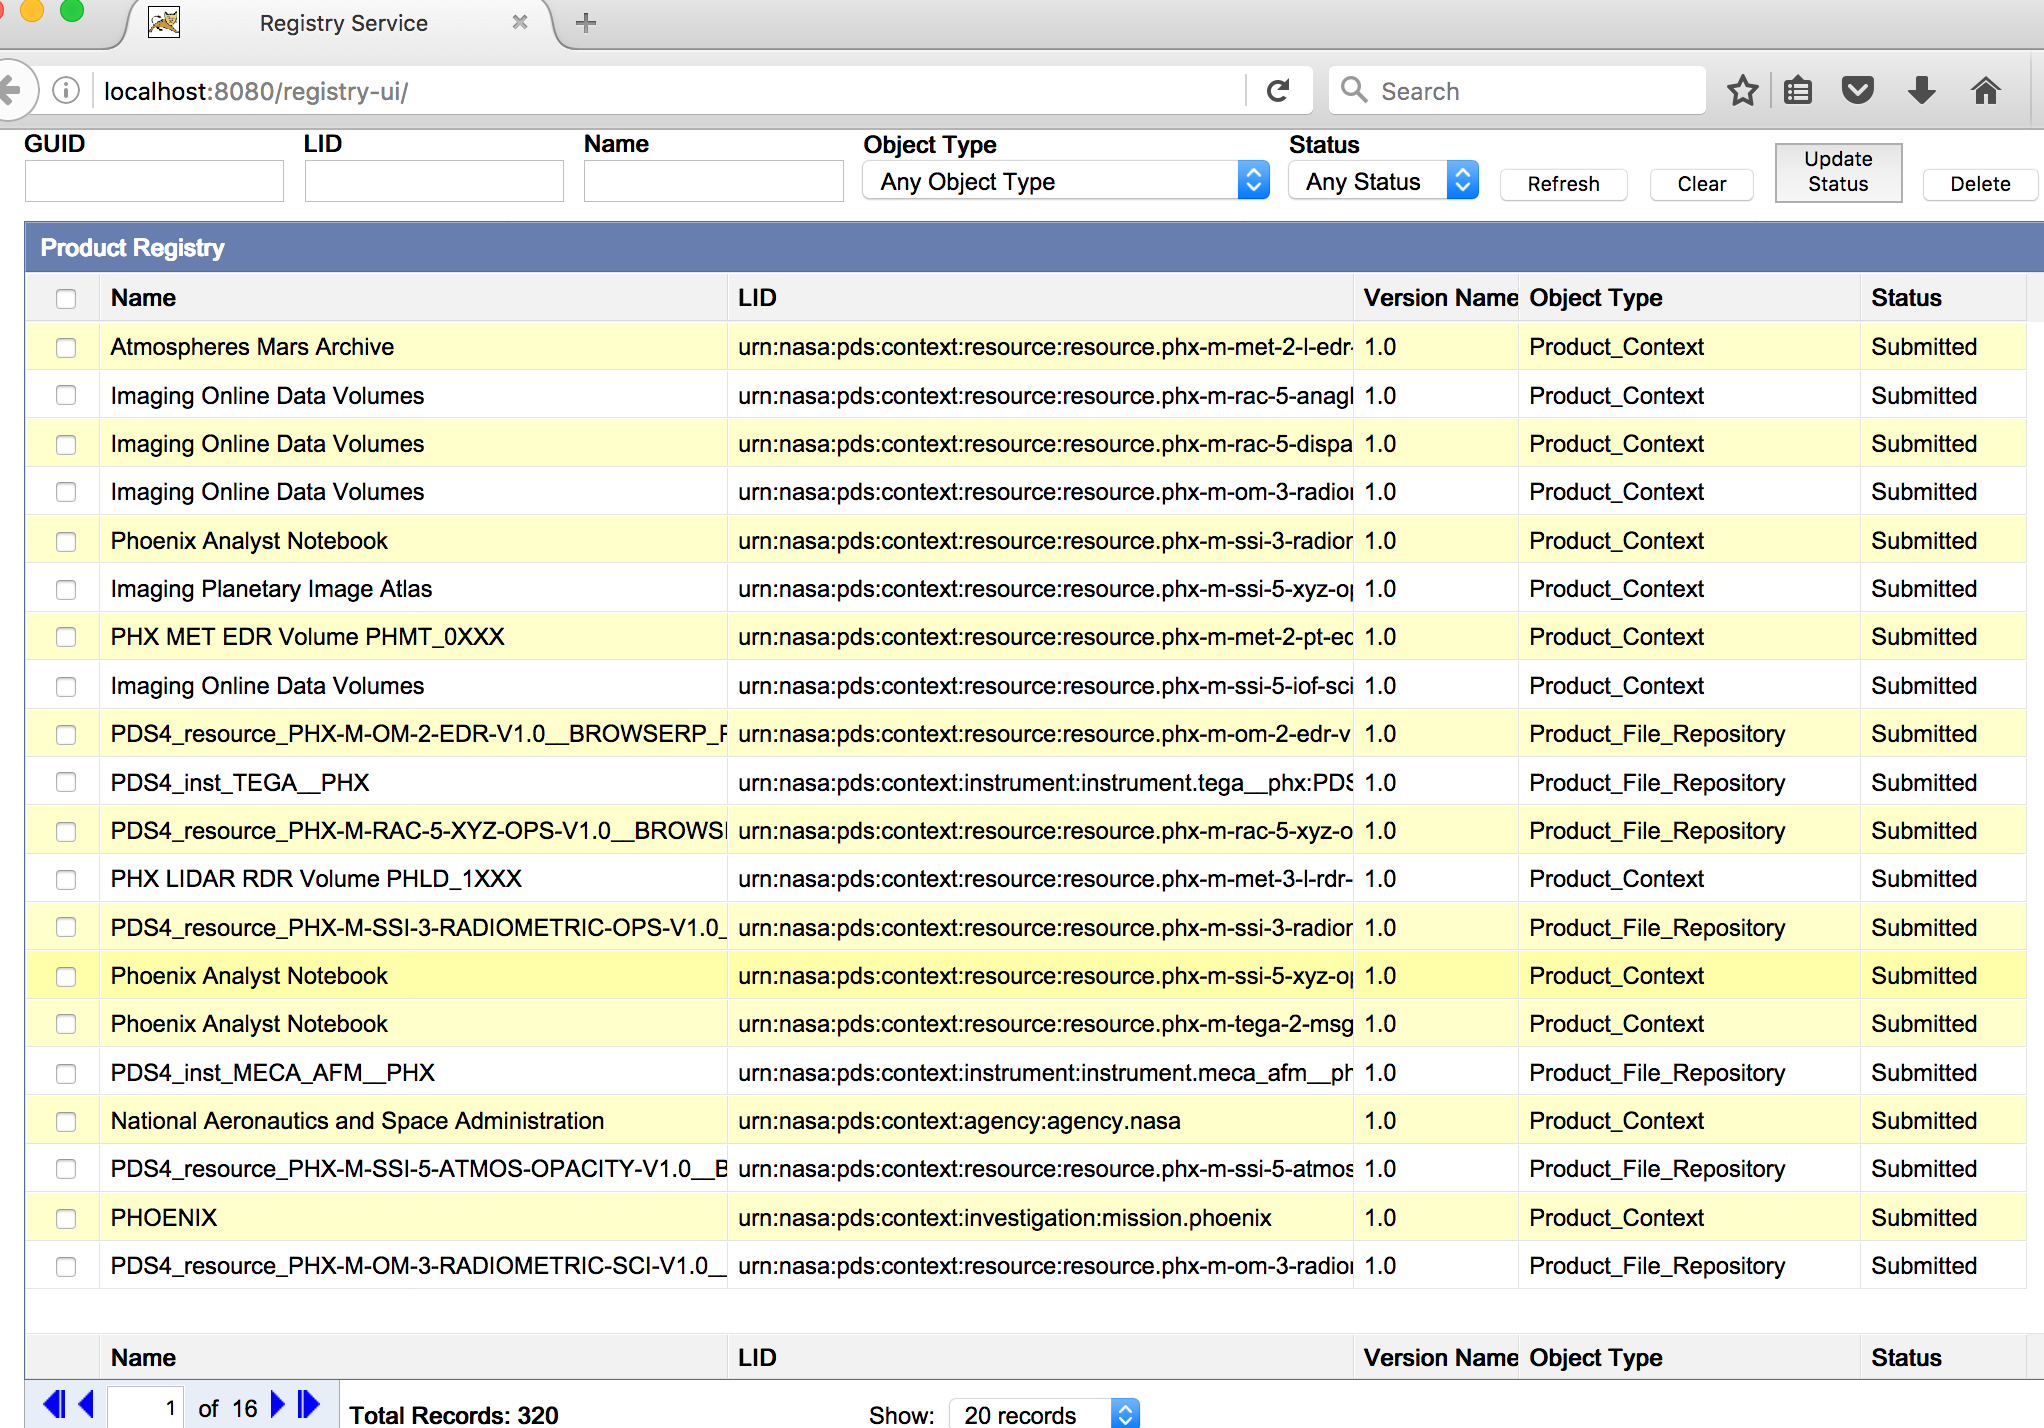 Registry Service
localhost:8080/registry-ui/
Search
GUID LID Name Object Type Status
Any Object Type Any Status Refresh Clear Update Status Delete
Product Registry
Name LID Version Name Object Type Status
Atmospheres Mars Archive urn:nasa:pds:context:resource:resource.phx-m-met-2-l-edr- 1.0 Product_Context Submitted
Imaging Online Data Volumes urn:nasa:pds:context:resource:resource.phx-m-rac-5-anagl 1.0 Product_Context Submitted
Imaging Online Data Volumes urn:nasa:pds:context:resource:resource.phx-m-rac-5-dispa 1.0 Product_Context Submitted
Imaging Online Data Volumes urn:nasa:pds:context:resource:resource.phx-m-om-3-radior 1.0 Product_Context Submitted
Phoenix Analyst Notebook urn:nasa:pds:context:resource:resource.phx-m-ssi-3-radior 1.0 Product_Context Submitted
Imaging Planetary Image Atlas urn:nasa:pds:context:resource:resource.phx-m-ssi-5-xyz-op 1.0 Product_Context Submitted
PHX MET EDR Volume PHMT_0XXX urn:nasa:pds:context:resource:resource.phx-m-met-2-pt-ed 1.0 Product_Context Submitted
Imaging Online Data Volumes urn:nasa:pds:context:resource:resource.phx-m-ssi-5-iof-sci 1.0 Product_Context Submitted
PDS4_resource_PHX-M-OM-2-EDR-V1.0__BROWSERP_F urn:nasa:pds:context:resource:resource.phx-m-om-2-edr-v 1.0 Product_File_Repository Submitted
PDS4_inst_TEGA__PHX urn:nasa:pds:context:instrument:instrument.tega__phx:PDS 1.0 Product_File_Repository Submitted
PDS4_resource_PHX-M-RAC-5-XYZ-OPS-V1.0__BROWSI urn:nasa:pds:context:resource:resource.phx-m-rac-5-xyz-o 1.0 Product_File_Repository Submitted
PHX LIDAR RDR Volume PHLD_1XXX urn:nasa:pds:context:resource:resource.phx-m-met-3-l-rdr- 1.0 Product_Context Submitted
PDS4_resource_PHX-M-SSI-3-RADIOMETRIC-OPS-V1.0_ urn:nasa:pds:context:resource:resource.phx-m-ssi-3-radior 1.0 Product_File_Repository Submitted
Phoenix Analyst Notebook urn:nasa:pds:context:resource:resource.phx-m-ssi-5-xyz-op 1.0 Product_Context Submitted
Phoenix Analyst Notebook urn:nasa:pds:context:resource:resource.phx-m-tega-2-msg 1.0 Product_Context Submitted
PDS4_inst_MECA_AFM__PHX urn:nasa:pds:context:instrument:instrument.meca_afm__ph 1.0 Product_File_Repository Submitted
National Aeronautics and Space Administration urn:nasa:pds:context:agency:agency.nasa 1.0 Product_Context Submitted
PDS4_resource_PHX-M-SSI-5-ATMOS-OPACITY-V1.0__B urn:nasa:pds:context:resource:resource.phx-m-ssi-5-atmos 1.0 Product_File_Repository Submitted
PHOENIX urn:nasa:pds:context:investigation:mission.phoenix 1.0 Product_Context Submitted
PDS4_resource_PHX-M-OM-3-RADIOMETRIC-SCI-V1.0__ urn:nasa:pds:context:resource:resource.phx-m-om-3-radior 1.0 Product_File_Repository Submitted
Name LID Version Name Object Type Status
1 of 16 Total Records: 320 Show: 20 records